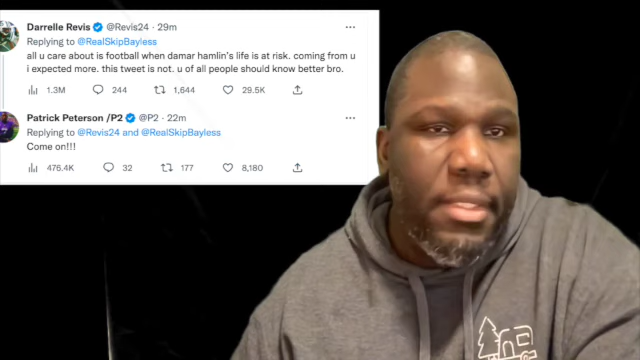 Darrelle Revis @Revis24 · 29m
Replying to @RealSkipBayless
all u care about is football when damar hamlin's life is at risk. coming from u
i expected more. this tweet is not. u of all people should know better bro.
1.3M 244 1,644 29.5K
Patrick Peterson /P2 @P2 · 22m
Replying to @Revis24 and @RealSkipBayless
Come on!!!
476.4K 32 177 8,180